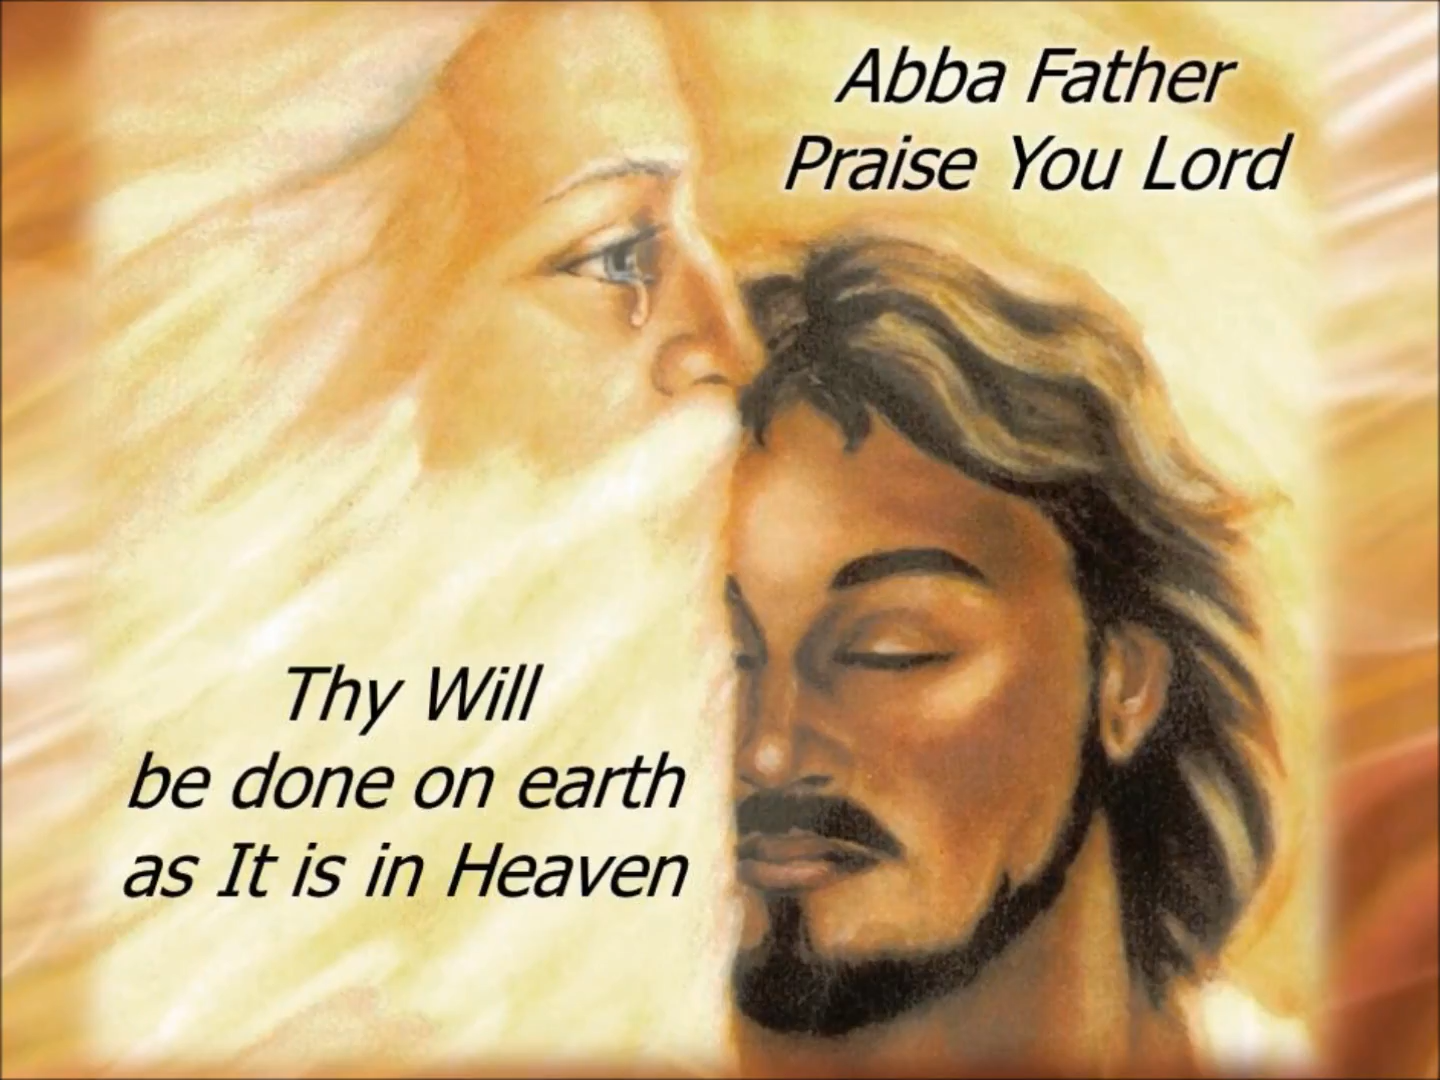 Abba Father
Praise You Lord
Thy Will
be done on earth
as It is in Heaven